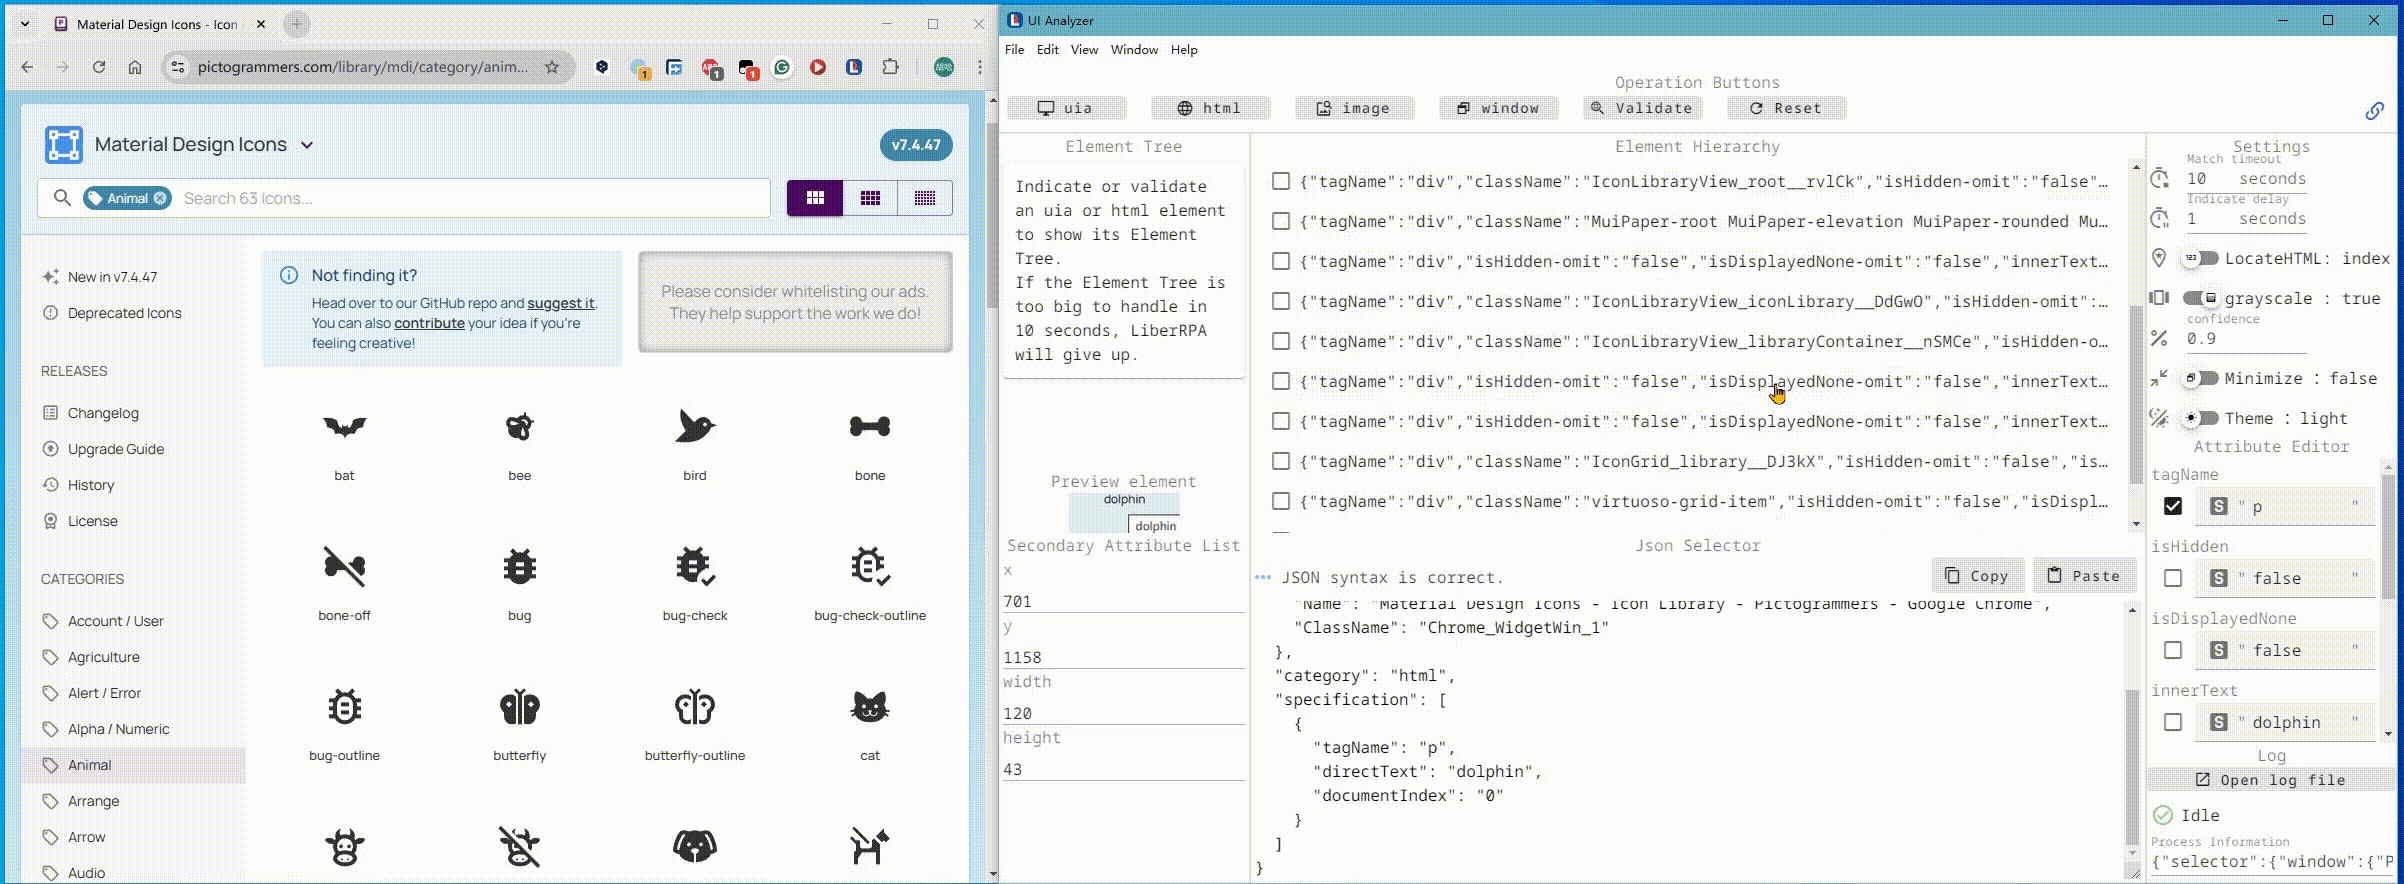 Material Design Icons - Icon
pictogrammers.com/library/mdi/category/anim...
Material Design Icons
v7.4.47
Animal
Search 63 Icons...
New in v7.4.47
Deprecated Icons
RELEASES
Changelog
Upgrade Guide
History
License
CATEGORIES
Account / User
Agriculture
Alert / Error
Alpha / Numeric
Animal
Arrange
Arrow
Audio
Not finding it?
Head over to our GitHub repo and suggest it.
You can also contribute your idea if you're
feeling creative!
Please consider whitelisting our ads.
They help support the work we do!
bat
bee
bird
bone
bone-off
bug
bug-check
bug-check-outline
bug-outline
butterfly
butterfly-outline
cat
UI Analyzer
File Edit View Window Help
Operation Buttons
uia
html
image
window
Validate
Reset
Element Tree
Indicate or validate
an uia or html element
to show its Element
Tree.
If the Element Tree is
too big to handle in
10 seconds, LiberRPA
will give up.
Preview element
dolphin
dolphin
Secondary Attribute List
x
701
y
1158
width
120
height
43
Element Hierarchy
{"tagName":"div","className":"IconLibraryView_root__rvlCk","isHidden-omit":"false"...
{"tagName":"div","className":"MuiPaper-root MuiPaper-elevation MuiPaper-rounded Mu...
{"tagName":"div","isHidden-omit":"false","isDisplayedNone-omit":"false","innerText...
{"tagName":"div","className":"IconLibraryView_iconLibrary__DdGwO","isHidden-omit":...
{"tagName":"div","className":"IconLibraryView_libraryContainer__nSMCe","isHidden-o...
{"tagName":"div","isHidden-omit":"false","isDisplayedNone-omit":"false","innerText...
{"tagName":"div","isHidden-omit":"false","isDisplayedNone-omit":"false","innerText...
{"tagName":"div","className":"IconGrid_library__DJ3kX","isHidden-omit":"false","is...
{"tagName":"div","className":"virtuoso-grid-item","isHidden-omit":"false","isDispl...
Json Selector
JSON syntax is correct.
Copy
Paste
"Name": "Material Design Icons - Icon Library - Pictogrammers - Google Chrome",
"ClassName": "Chrome_WidgetWin_1"
},
"category": "html",
"specification": [
{
"tagName": "p",
"directText": "dolphin",
"documentIndex": "0"
}
]
}
Settings
Match timeout
10 seconds
Indicate delay
1 seconds
LocateHTML: index
grayscale : true
confidence
0.9
Minimize : false
Theme : light
Attribute Editor
tagName
S " p "
isHidden
S " false "
isDisplayedNone
S " false "
innerText
S " dolphin "
Log
Open log file
Idle
Process Information
{"selector":{"window":{"P